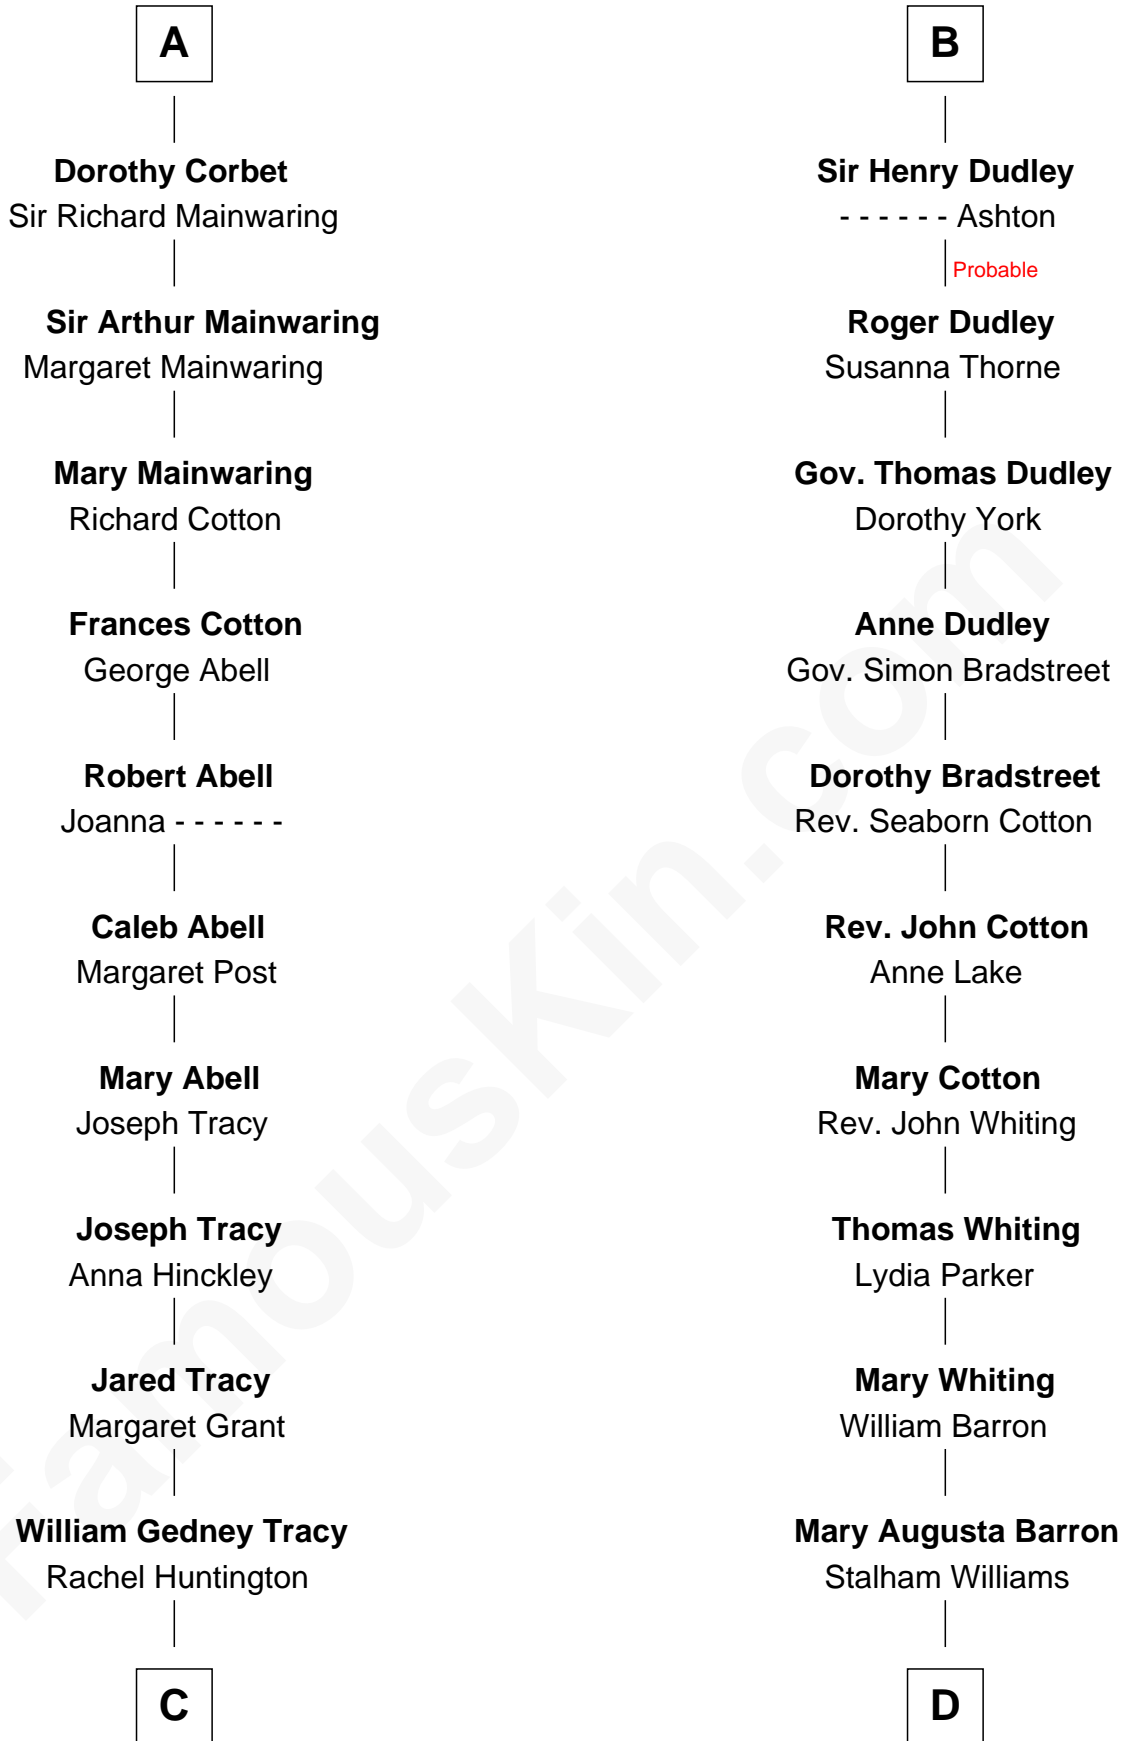 A
Dorothy Corbet
Sir Richard Mainwaring
Sir Arthur Mainwaring
Margaret Mainwaring
Mary Mainwaring
Richard Cotton
Frances Cotton
George Abell
Robert Abell
Joanna - - - - - -
Caleb Abell
Margaret Post
Mary Abell
Joseph Tracy
Joseph Tracy
Anna Hinckley
Jared Tracy
Margaret Grant
William Gedney Tracy
Rachel Huntington
C
B
Sir Henry Dudley
- - - - - - Ashton
Probable
Roger Dudley
Susanna Thorne
Gov. Thomas Dudley
Dorothy York
Anne Dudley
Gov. Simon Bradstreet
Dorothy Bradstreet
Rev. Seaborn Cotton
Rev. John Cotton
Anne Lake
Mary Cotton
Rev. John Whiting
Thomas Whiting
Lydia Parker
Mary Whiting
William Barron
Mary Augusta Barron
Stalham Williams
D
FamousKin.com